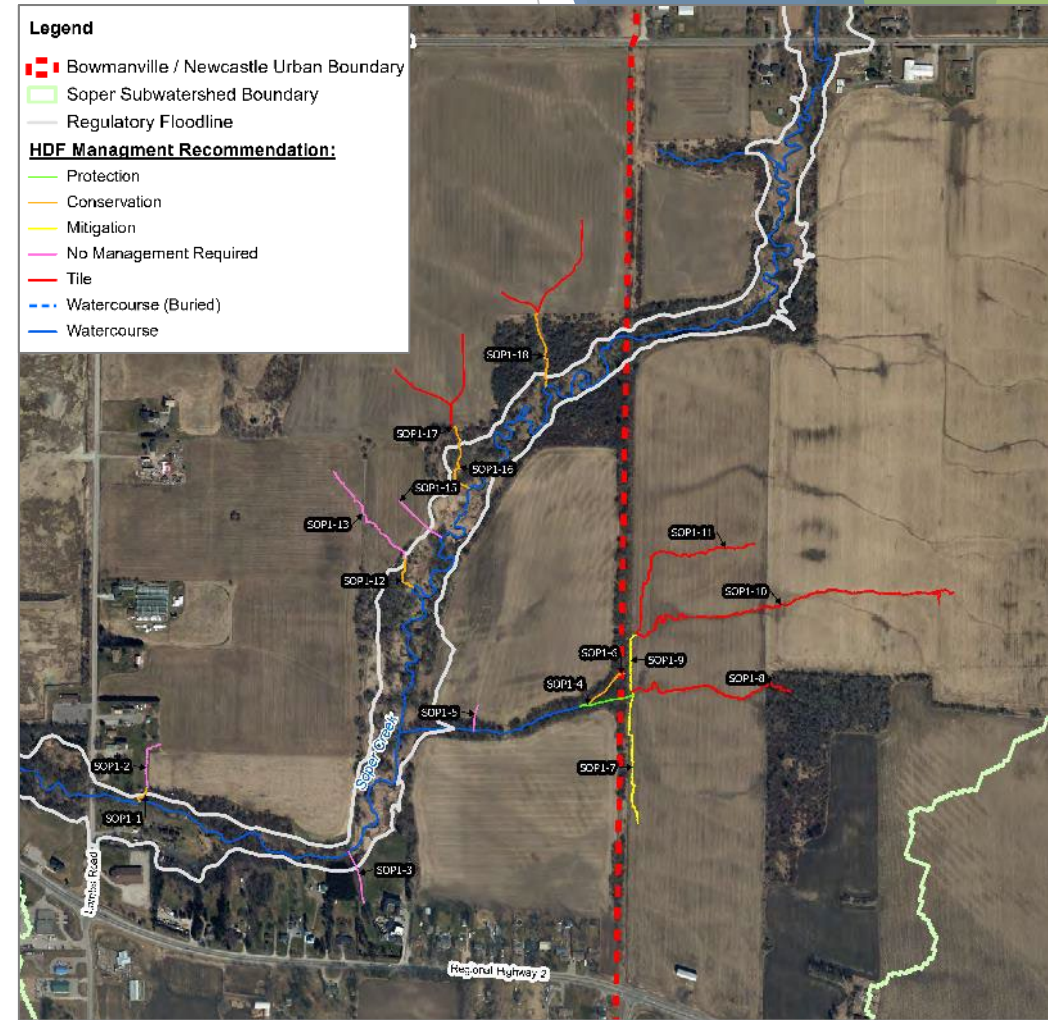 Legend
Bowmanville / Newcastle Urban Boundary
Soper Subwatershed Boundary
Regulatory Floodline
HDF Managment Recommendation:
Protection
Conservation
Mitigation
No Management Required
Tile
Watercourse (Buried)
Watercourse
SOP1-18
SOP1-17
SOP1-16
SOP1-15
SOP1-13
SOP1-11
SOP1-12
SOP1-10
SOP1-6
SOP1-9
SOP1-4
SOP1-8
SOP1-5
Soper Creek
SOP1-2
SOP1-7
SOP1-1
SOP1-3
Lambs Road
Regional Highway 2